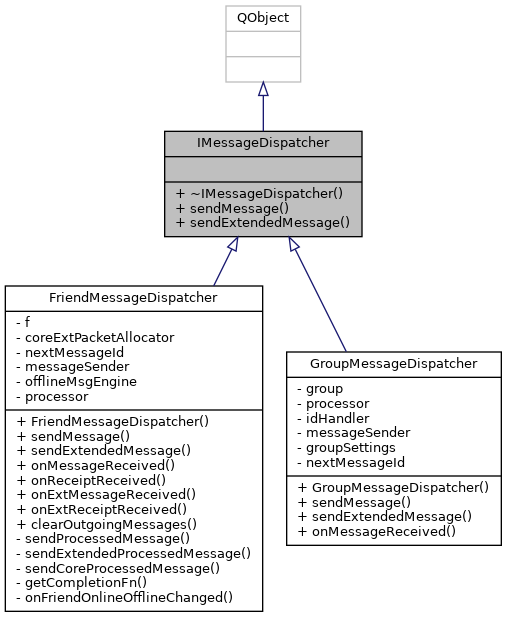 QObject
IMessageDispatcher
+ ~IMessageDispatcher()
+ sendMessage()
+ sendExtendedMessage()
FriendMessageDispatcher
- f
- coreExtPacketAllocator
- nextMessageId
- messageSender
- offlineMsgEngine
- processor
+ FriendMessageDispatcher()
+ sendMessage()
+ sendExtendedMessage()
+ onMessageReceived()
+ onReceiptReceived()
+ onExtMessageReceived()
+ onExtReceiptReceived()
+ clearOutgoingMessages()
- sendProcessedMessage()
- sendExtendedProcessedMessage()
- sendCoreProcessedMessage()
- getCompletionFn()
- onFriendOnlineOfflineChanged()
GroupMessageDispatcher
- group
- processor
- idHandler
- messageSender
- groupSettings
- nextMessageId
+ GroupMessageDispatcher()
+ sendMessage()
+ sendExtendedMessage()
+ onMessageReceived()